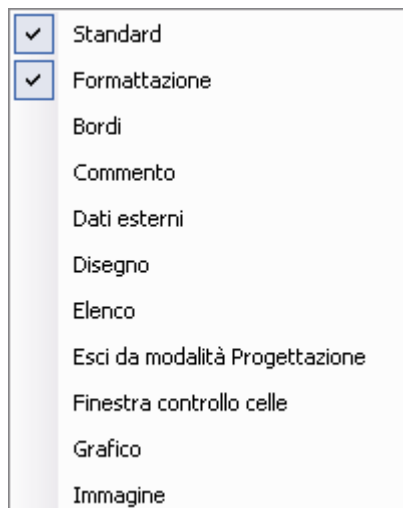 Standard
Formattazione
Bordi
Commento
Dati esterni
Disegno
Elenco
Esci da modalità Progettazione
Finestra controllo celle
Grafico
Immagine